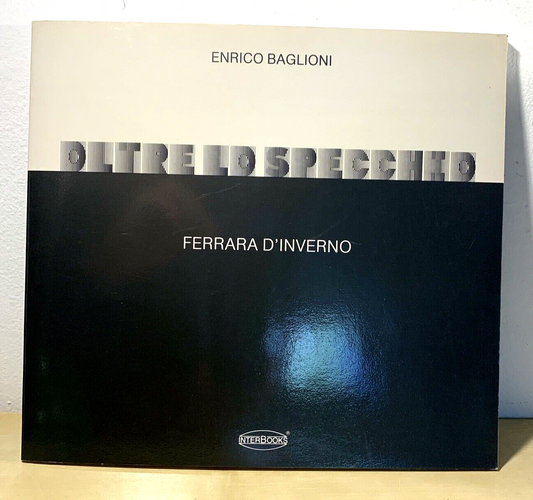 ENRICO BAGLIONI
OLTRE LO SPECCHIO
FERRARA D'INVERNO
INTERBOOKS®